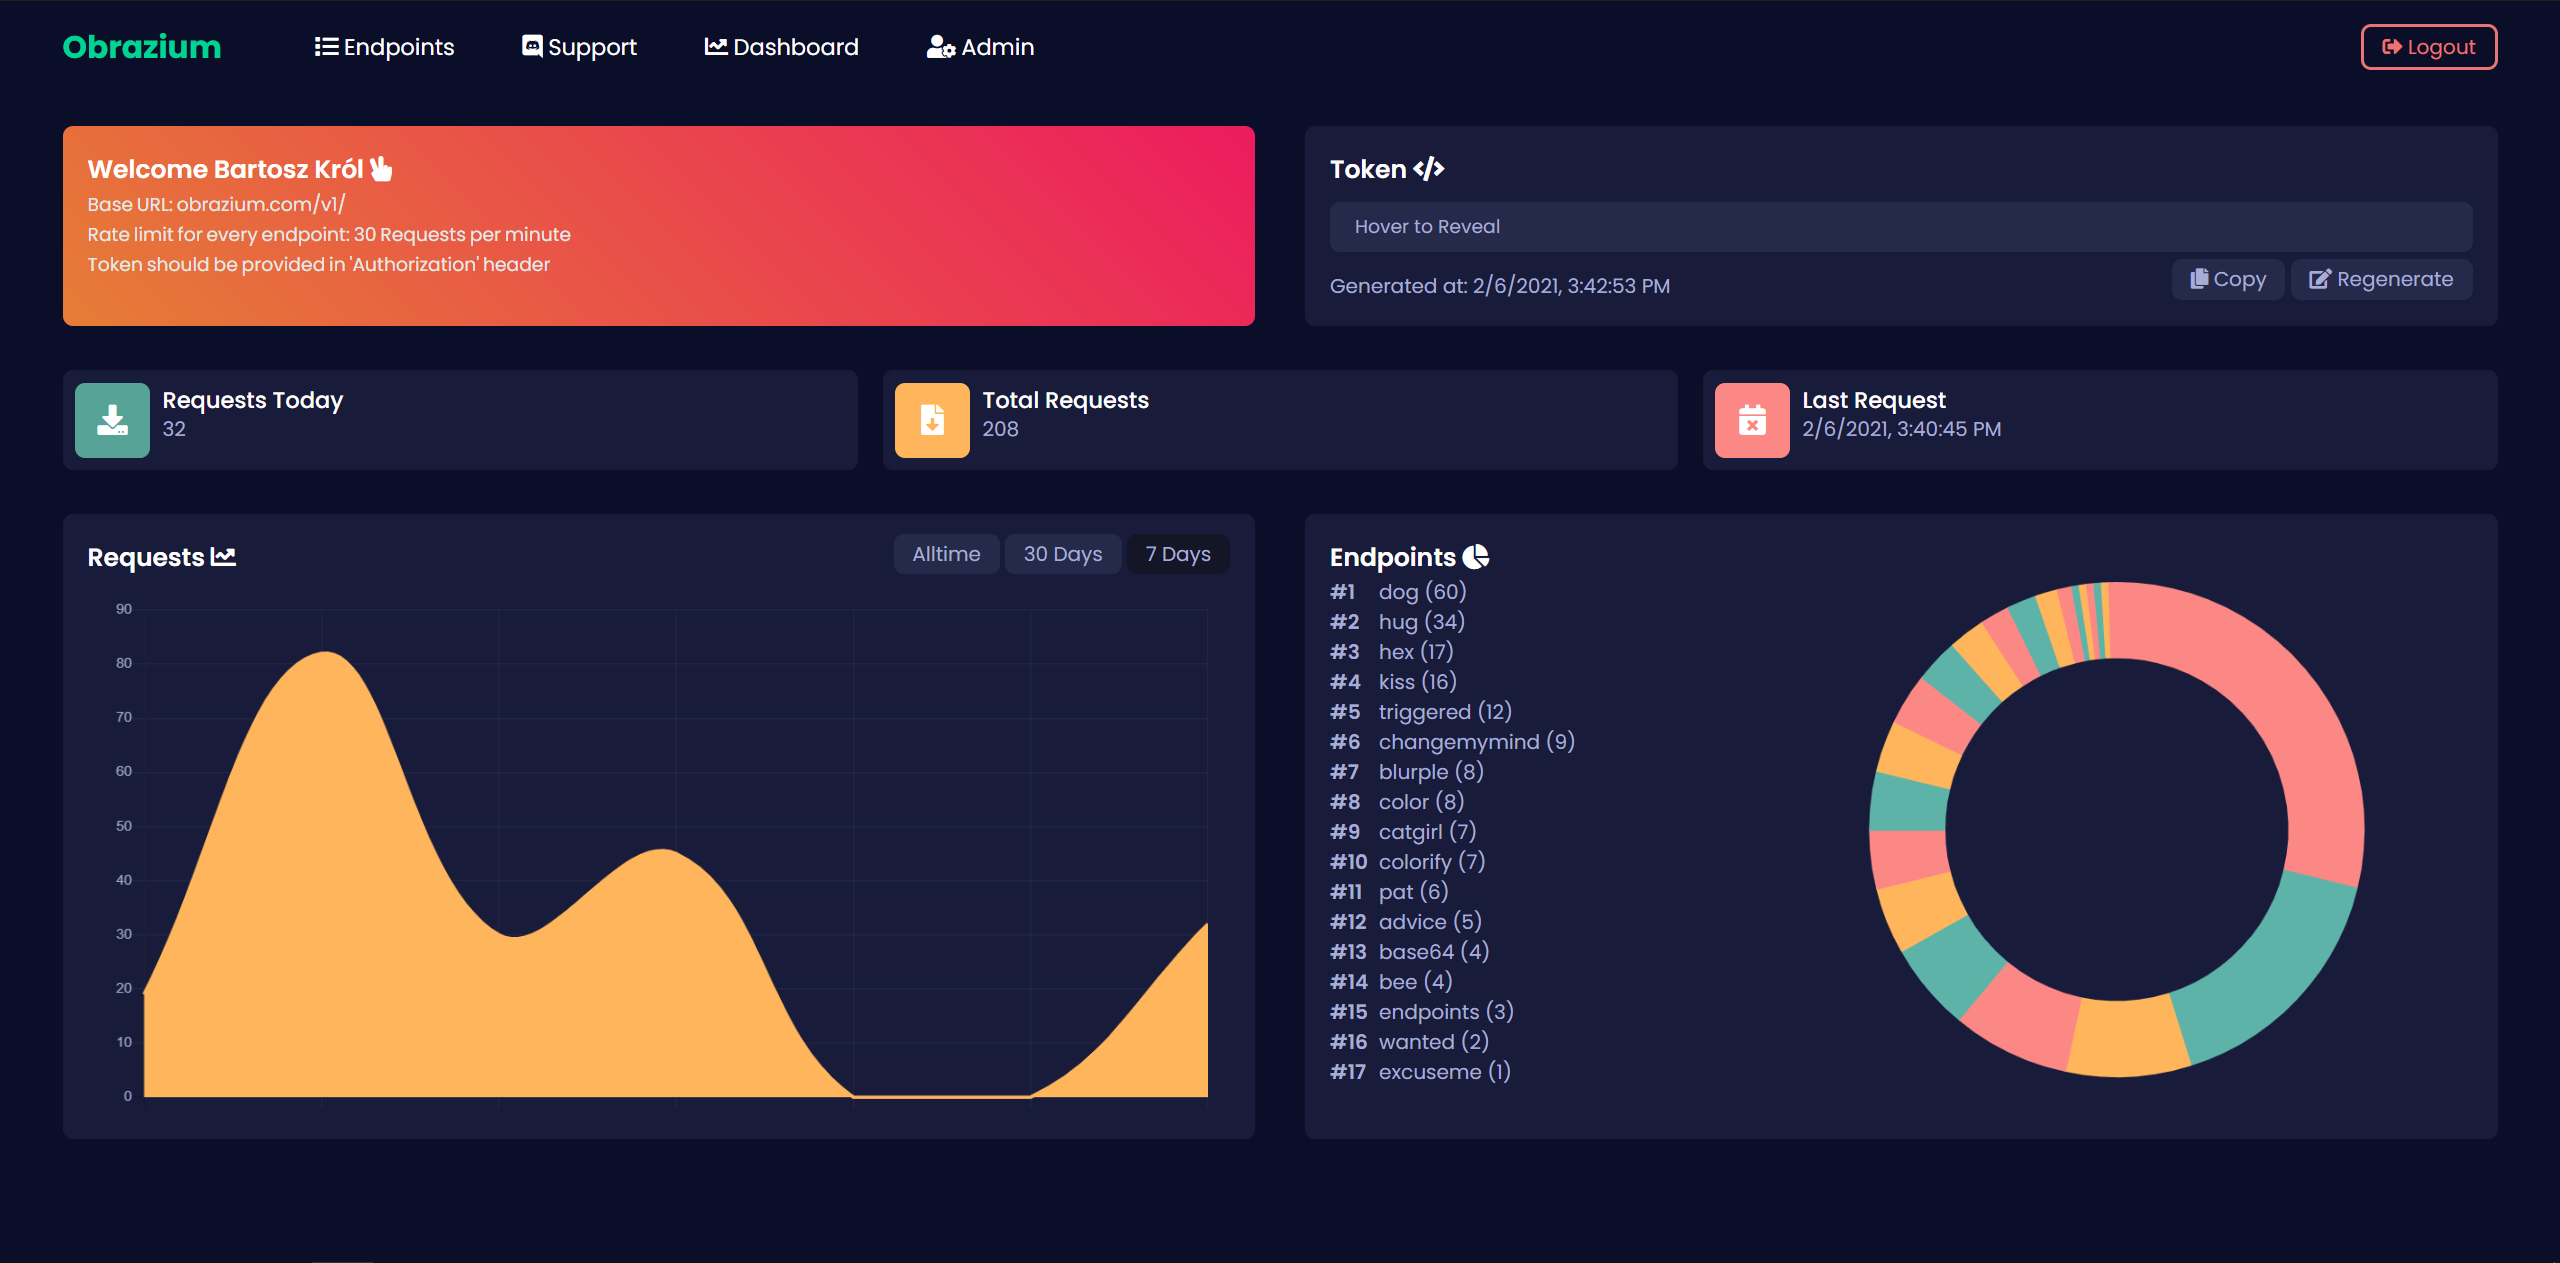 Obrazium
Endpoints
Support
Dashboard
Admin
Logout
Welcome Bartosz Król
Base URL: obrazium.com/v1/
Rate limit for every endpoint: 30 Requests per minute
Token should be provided in 'Authorization' header
Token
Hover to Reveal
Generated at: 2/6/2021, 3:42:53 PM
Copy
Regenerate
Requests Today
32
Total Requests
208
Last Request
2/6/2021, 3:40:45 PM
Requests
Alltime
30 Days
7 Days
90
80
70
60
50
40
30
20
10
0
Endpoints
#1 dog (60)
#2 hug (34)
#3 hex (17)
#4 kiss (16)
#5 triggered (12)
#6 changemymind (9)
#7 blurple (8)
#8 color (8)
#9 catgirl (7)
#10 colorify (7)
#11 pat (6)
#12 advice (5)
#13 base64 (4)
#14 bee (4)
#15 endpoints (3)
#16 wanted (2)
#17 excuseme (1)